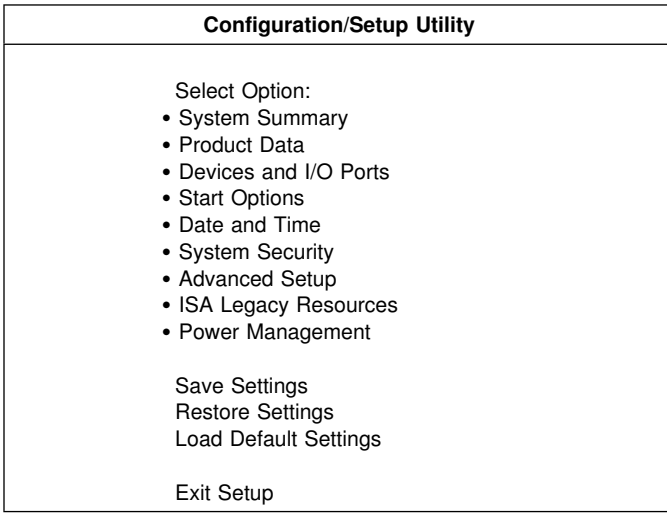 Configuration/Setup Utility
Select Option:
• System Summary
• Product Data
• Devices and I/O Ports
• Start Options
• Date and Time
• System Security
• Advanced Setup
• ISA Legacy Resources
• Power Management
Save Settings
Restore Settings
Load Default Settings
Exit Setup